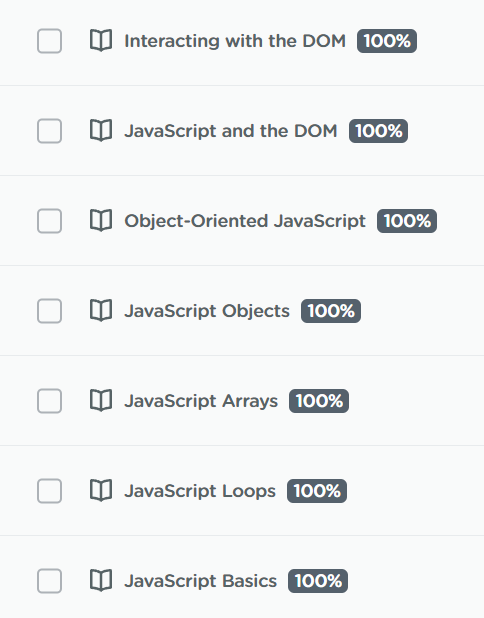 Interacting with the DOM 100%
JavaScript and the DOM 100%
Object-Oriented JavaScript 100%
JavaScript Objects 100%
JavaScript Arrays 100%
JavaScript Loops 100%
JavaScript Basics 100%